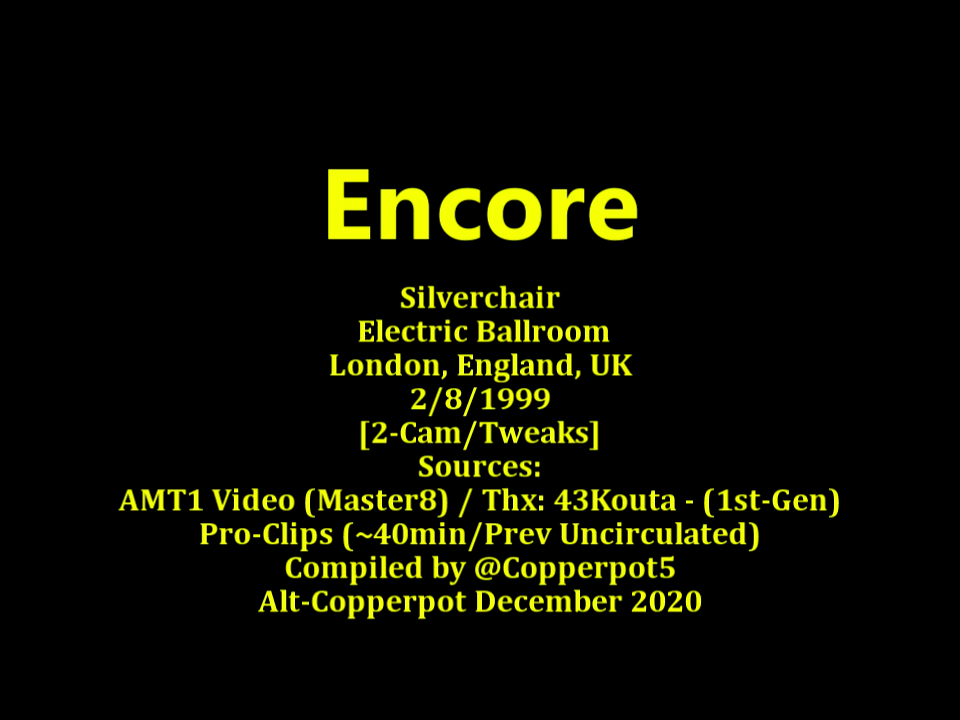 Encore
Silverchair
Electric Ballroom
London, England, UK
2/8/1999
[2-Cam/Tweaks]
Sources:
AMT1 Video (Master8) / Thx: 43Kouta - (1st-Gen)
Pro-Clips (~40min/Prev Uncirculated)
Compiled by @Copperpot5
Alt-Copperpot December 2020